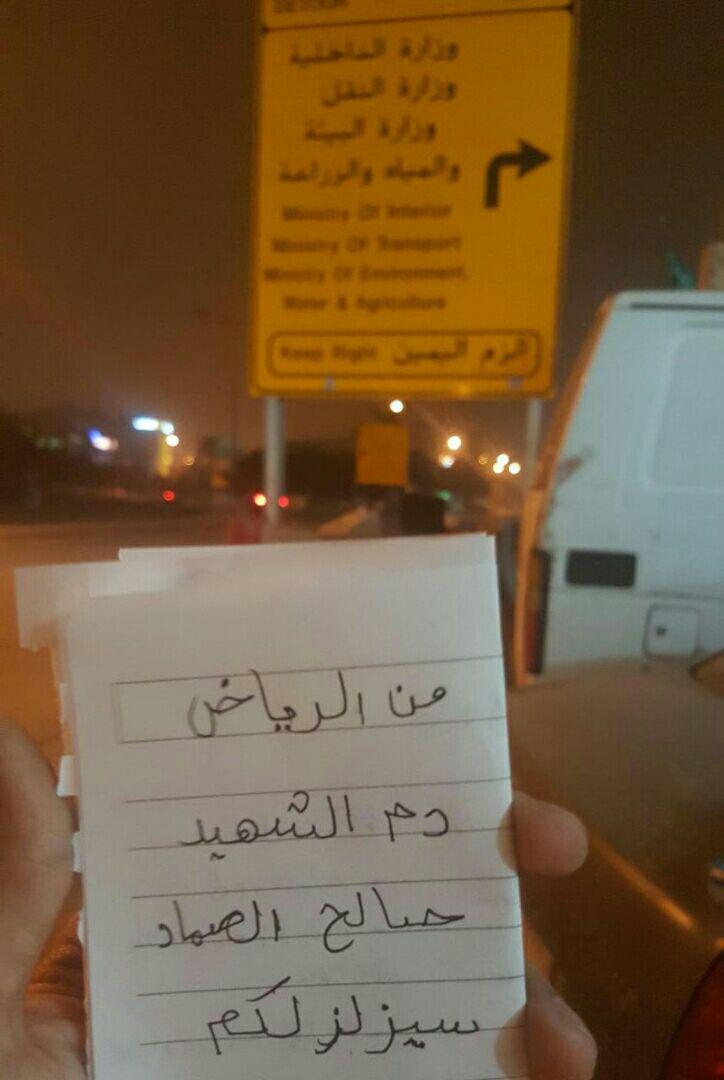 DETOUR
وزارة الداخلية
وزارة النقل
وزارة البيئة
والمياه والزراعة
Ministry Of Interior
Ministry Of Transport
Ministry Of Environment,
Water & Agriculture
Keep Right الزم اليمين
من الرياض
دم الشهيد
صالح الصماد
سيزلزلكم